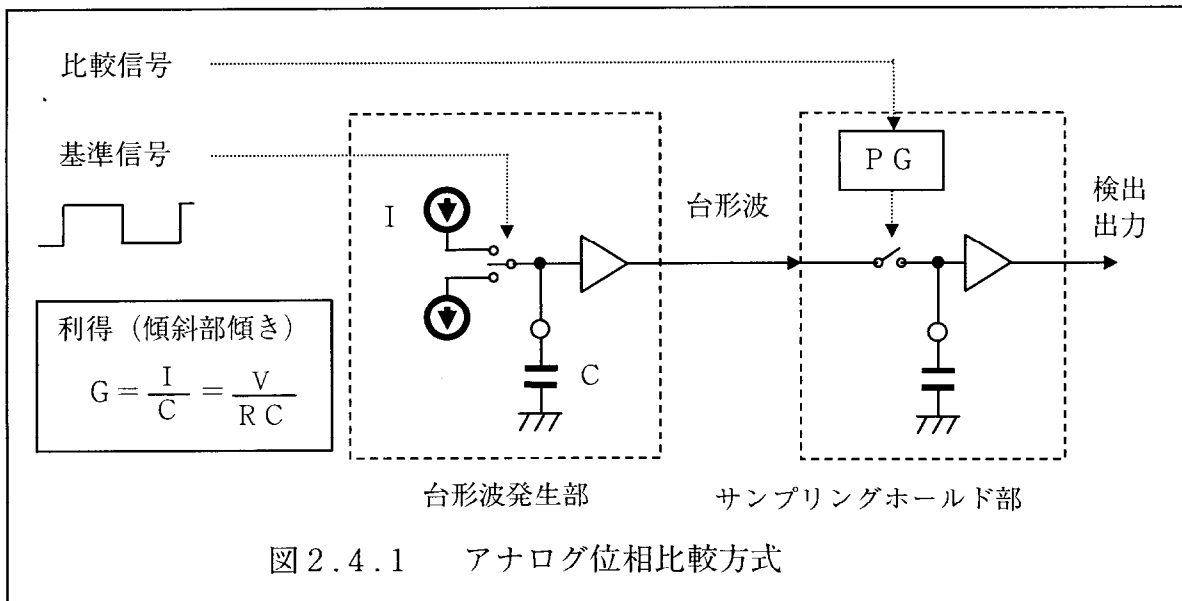 比較信号
基準信号
利得（傾斜部傾き）
G＝I/C＝V/RC
I
C
台形波発生部
台形波
PG
サンプリングホールド部
検出
出力
図2.4.1 アナログ位相比較方式